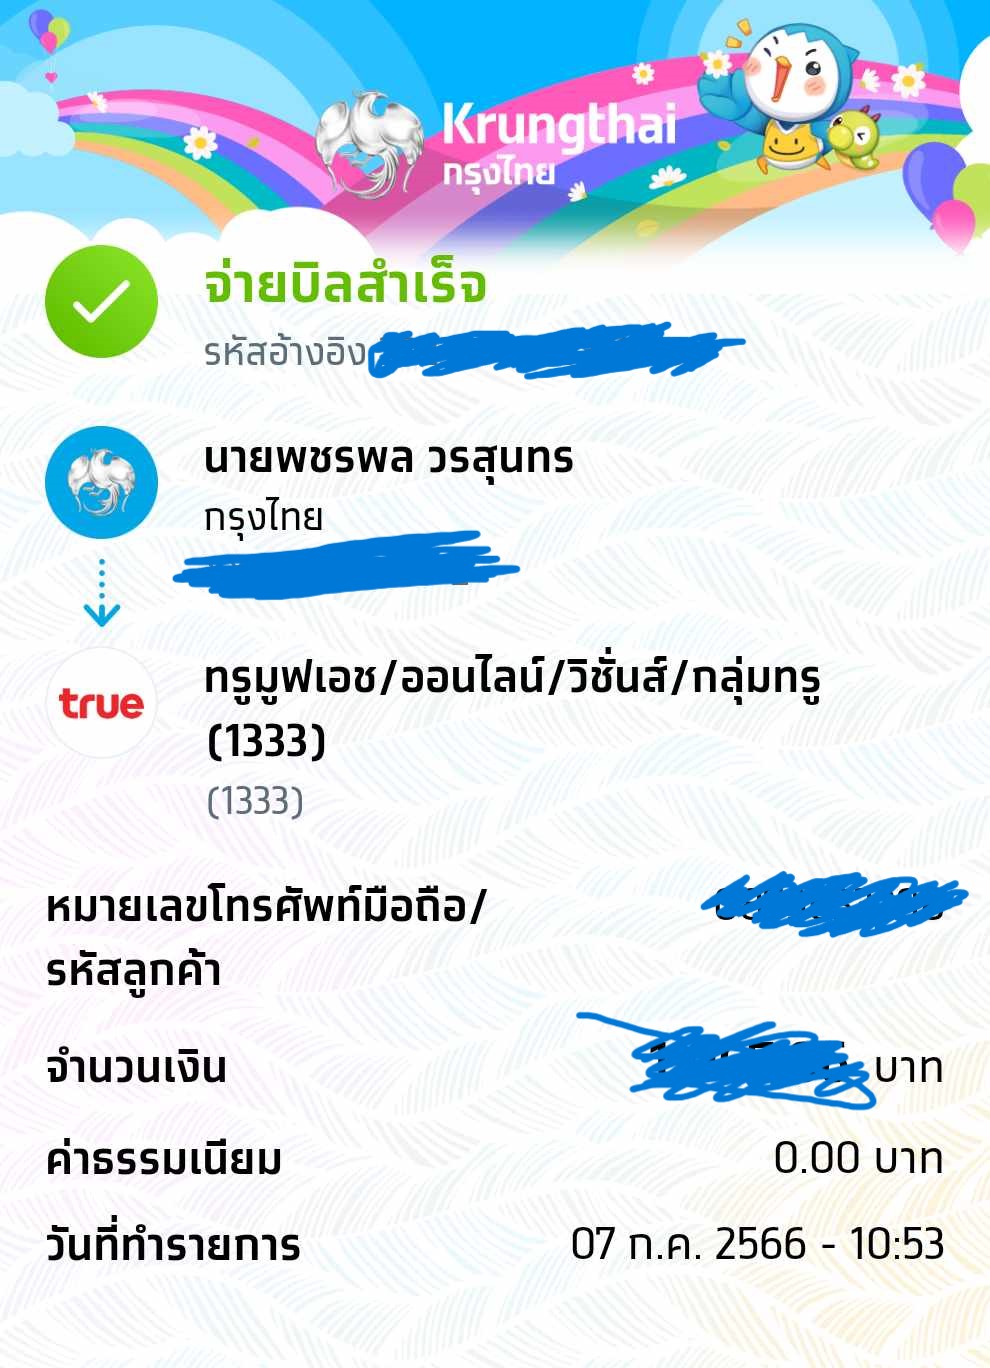 Krungthai
กรุงไทย
จ่ายบิลสำเร็จ
รหัสอ้างอิง
นายพชรพล วรสุนทร
กรุงไทย
true
ทรูมูฟเอช/ออนไลน์/วิชั่นส์/กลุ่มทรู
(1333)
(1333)
หมายเลขโทรศัพท์มือถือ/
รหัสลูกค้า
จำนวนเงิน บาท
ค่าธรรมเนียม 0.00 บาท
วันที่ทำรายการ 07 ก.ค. 2566 - 10:53